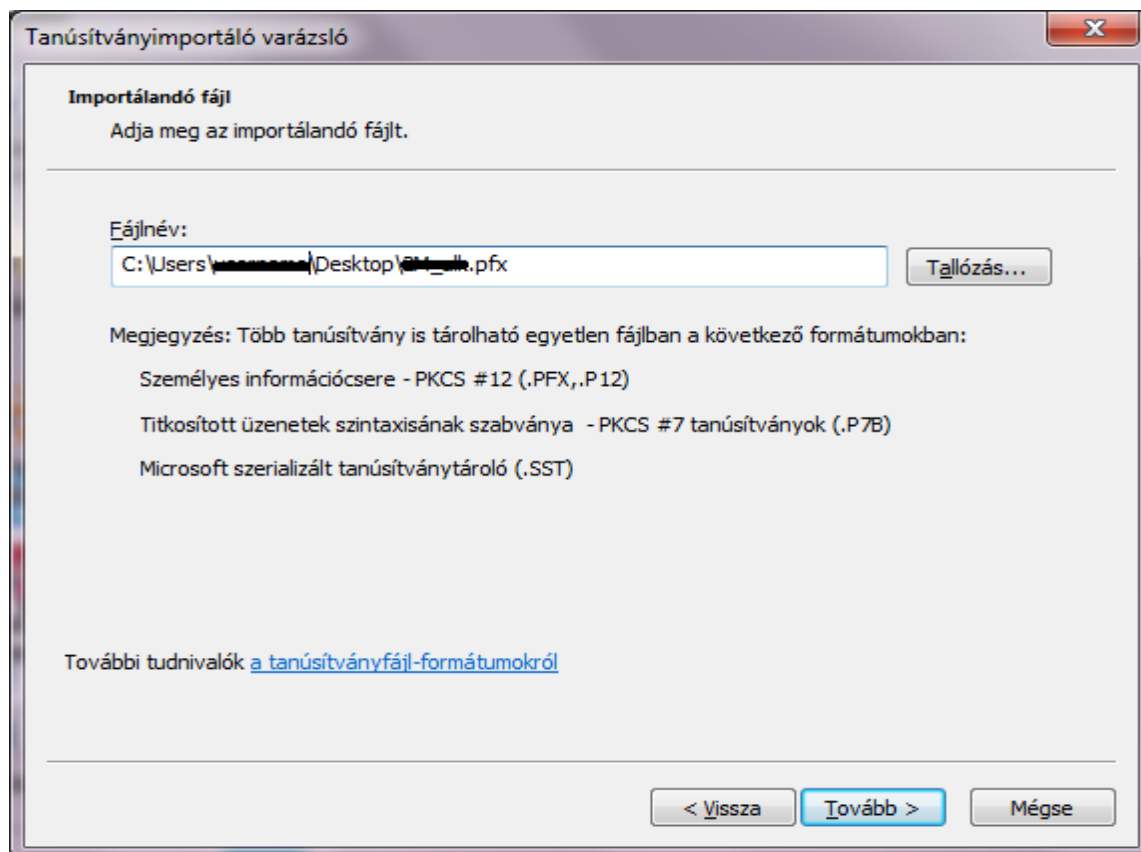 Tanúsítványimportáló varázsló
Importálandó fájl
Adja meg az importálandó fájlt.
Fájlnév:
C:\Users\ \Desktop\ .pfx
Tallózás...
Megjegyzés: Több tanúsítvány is tárolható egyetlen fájlban a következő formátumokban:
Személyes információcsere - PKCS #12 (.PFX,.P12)
Titkosított üzenetek szintaxisának szabványa - PKCS #7 tanúsítványok (.P7B)
Microsoft szerializált tanúsítványtároló (.SST)
További tudnivalók a tanúsítványfájl-formátumokról
< Vissza Tovább > Mégse